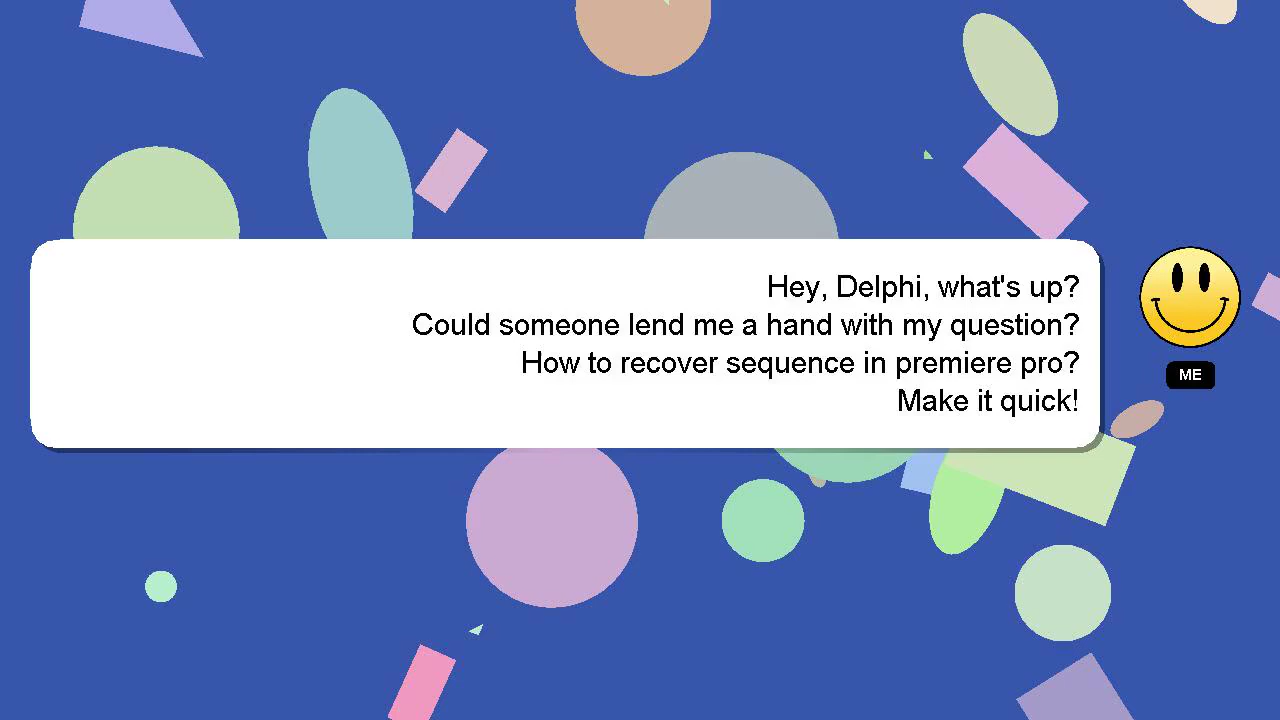 Hey, Delphi, what's up?
Could someone lend me a hand with my question?
How to recover sequence in premiere pro?
Make it quick!
ME